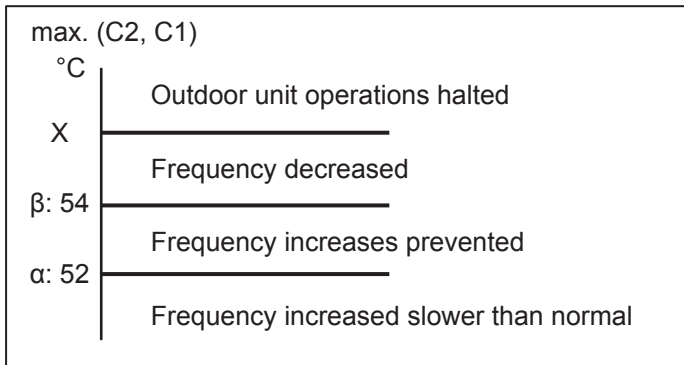 max. (C2, C1)
°C
Outdoor unit operations halted
X
Frequency decreased
β: 54
Frequency increases prevented
α: 52
Frequency increased slower than normal